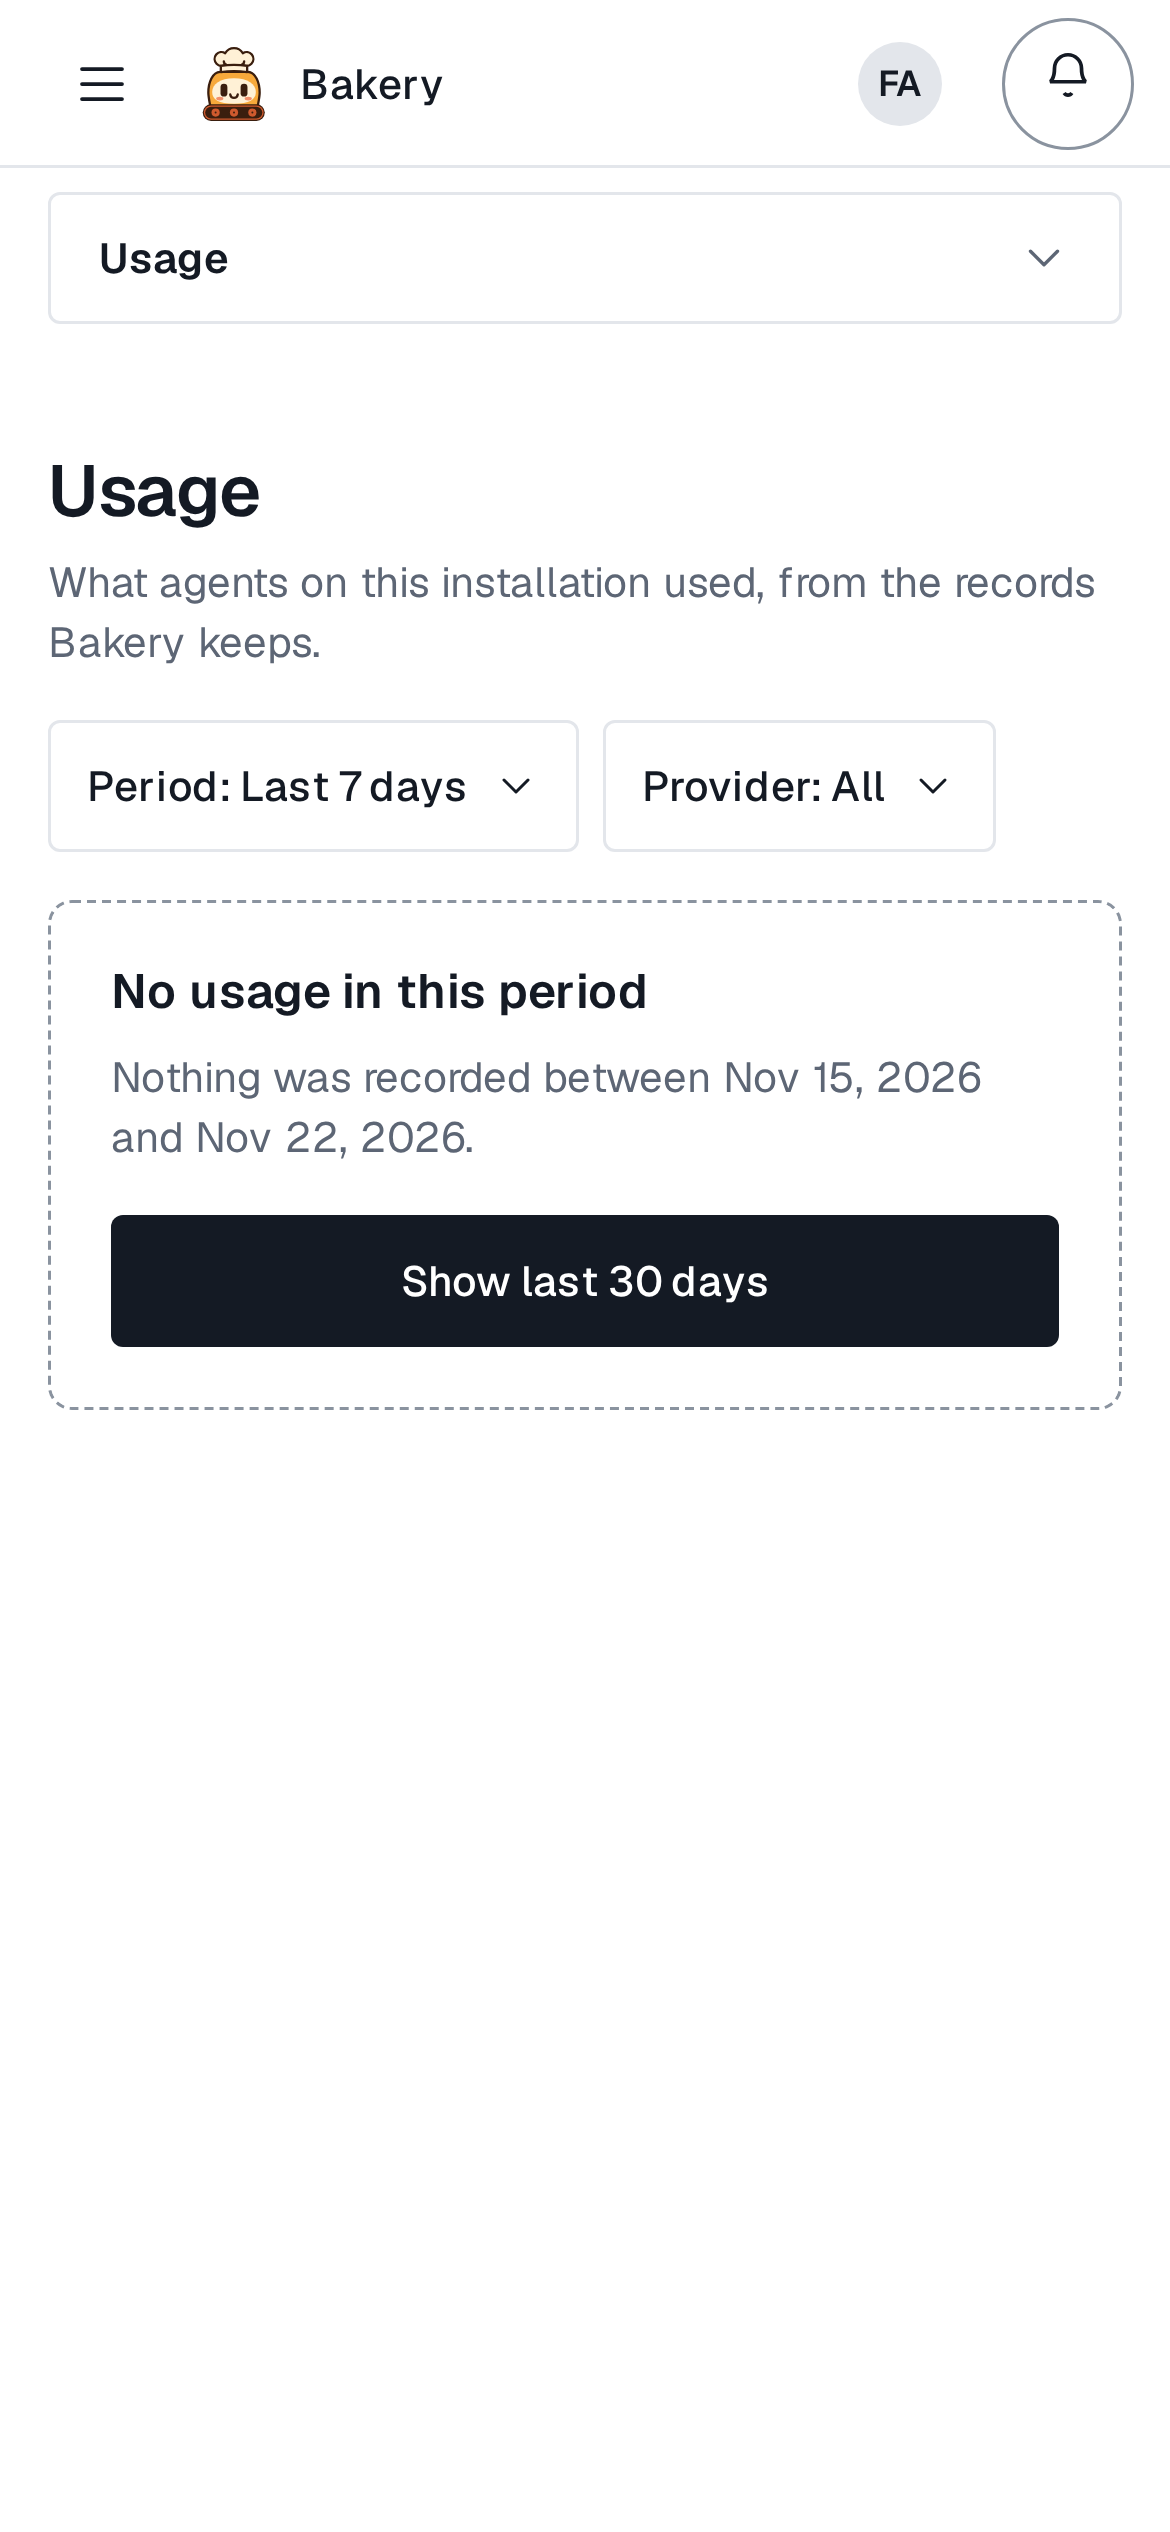 Bakery
FA
Usage
Usage
What agents on this installation used, from the records
Bakery keeps.
Period: Last 7 days
Provider: All
No usage in this period
Nothing was recorded between Nov 15, 2026
and Nov 22, 2026.
Show last 30 days